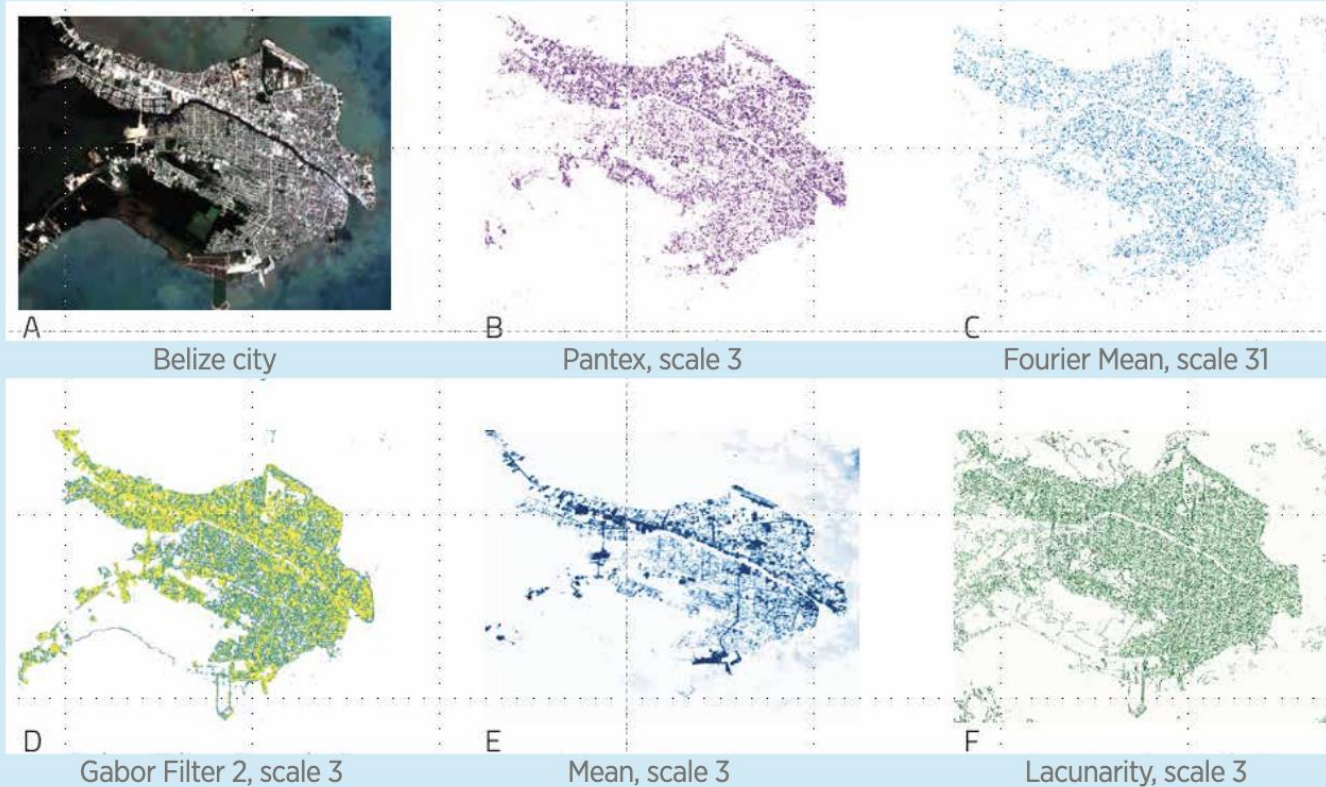 A
B
C
Belize city
Pantex, scale 3
Fourier Mean, scale 31
D
E
F
Gabor Filter 2, scale 3
Mean, scale 3
Lacunarity, scale 3